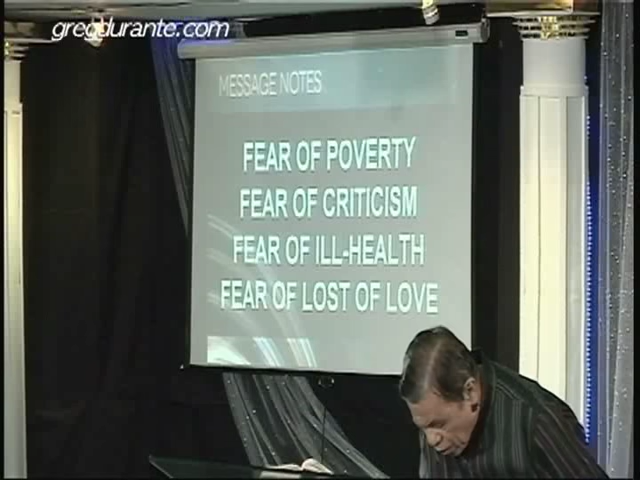 gregdurante.com
MESSAGE NOTES
FEAR OF POVERTY
FEAR OF CRITICISM
FEAR OF ILL-HEALTH
FEAR OF LOST OF LOVE